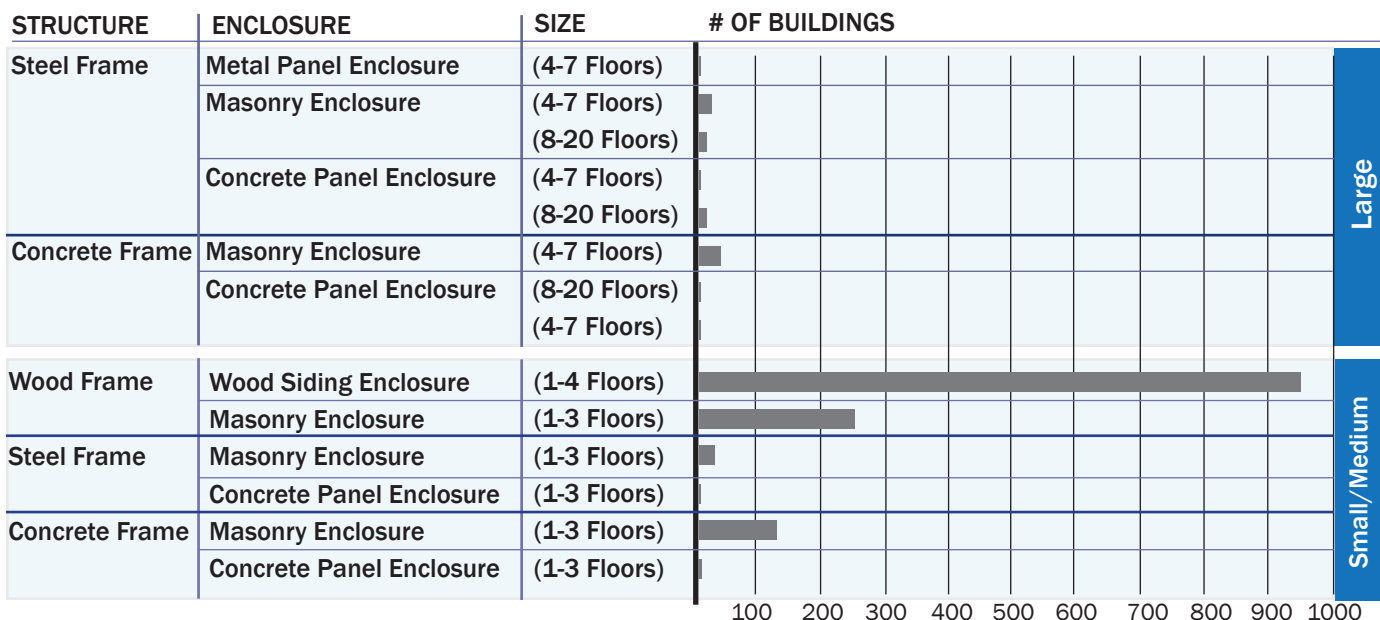 STRUCTURE ENCLOSURE SIZE # OF BUILDINGS
Steel Frame Metal Panel Enclosure (4-7 Floors)
Masonry Enclosure (4-7 Floors)
(8-20 Floors)
Concrete Panel Enclosure (4-7 Floors)
(8-20 Floors)
Concrete Frame Masonry Enclosure (4-7 Floors)
Concrete Panel Enclosure (8-20 Floors)
(4-7 Floors)
Large
Wood Frame Wood Siding Enclosure (1-4 Floors)
Masonry Enclosure (1-3 Floors)
Steel Frame Masonry Enclosure (1-3 Floors)
Concrete Panel Enclosure (1-3 Floors)
Concrete Frame Masonry Enclosure (1-3 Floors)
Concrete Panel Enclosure (1-3 Floors)
Small/Medium
100 200 300 400 500 600 700 800 900 1000